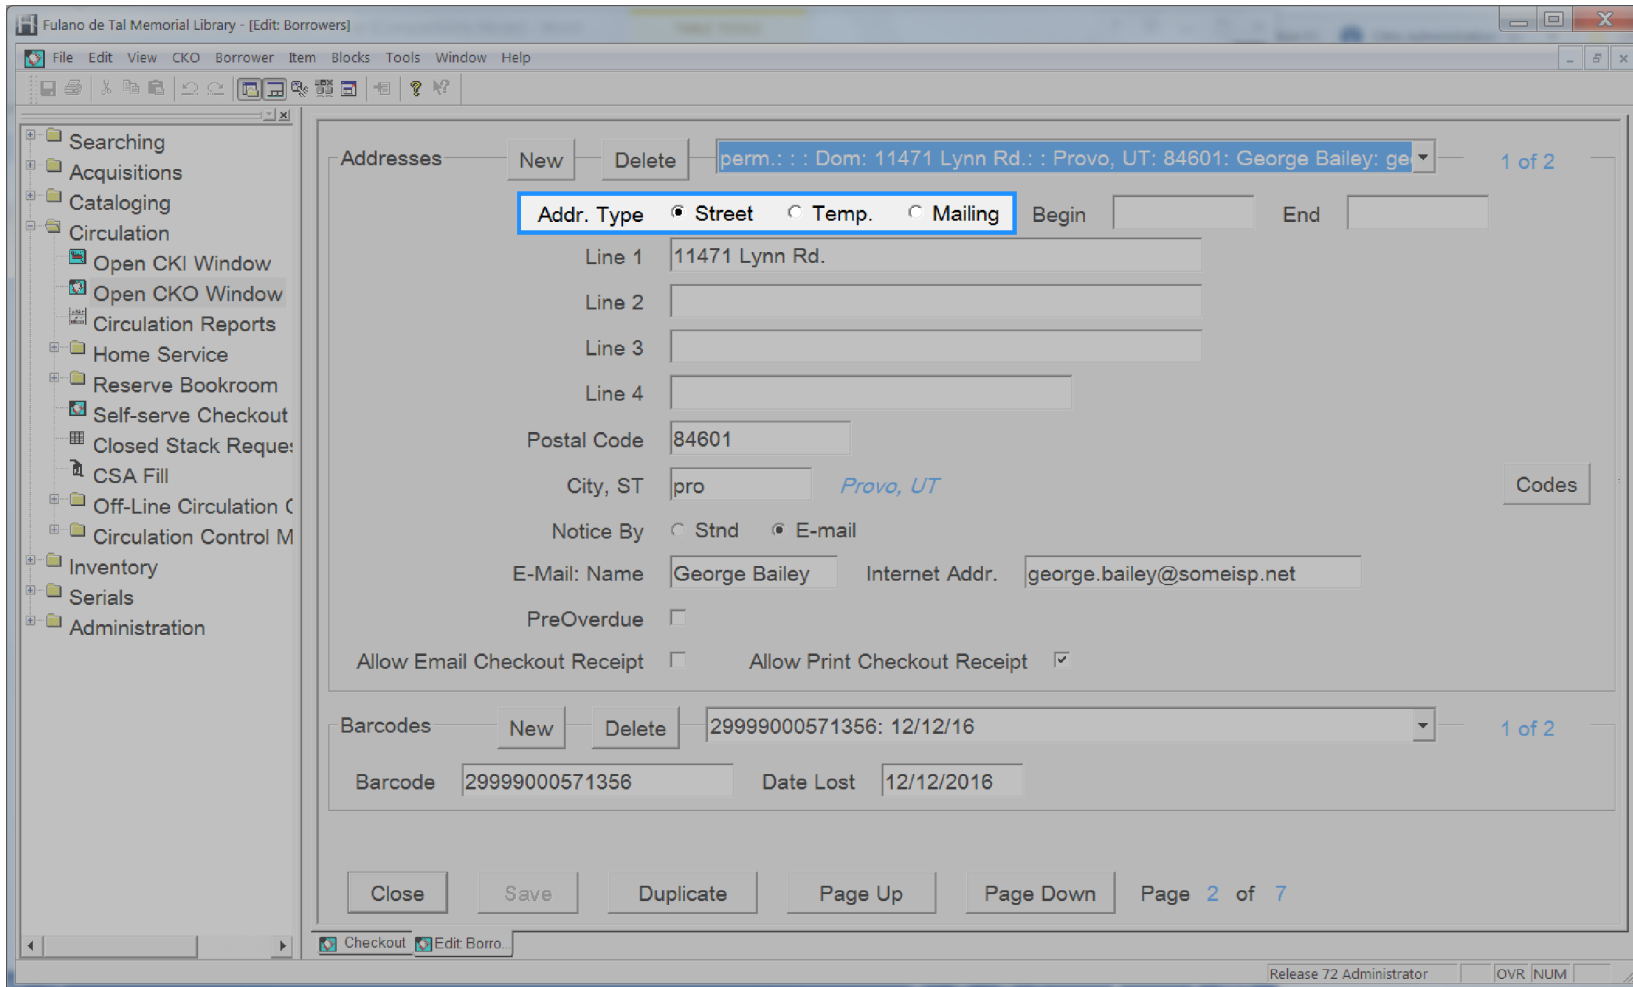 Fulano de Tal Memorial Library - [Edit: Borrowers]
File Edit View CKO Borrower Item Blocks Tools Window Help
Searching
Acquisitions
Cataloging
Circulation
Open CKI Window
Open CKO Window
Circulation Reports
Home Service
Reserve Bookroom
Self-serve Checkout
Closed Stack Reques
CSA Fill
Off-Line Circulation C
Circulation Control M
Inventory
Serials
Administration
Addresses New Delete perm.: : : Dom: 11471 Lynn Rd.: : Provo, UT: 84601: George Bailey: ge 1 of 2
Addr. Type Street Temp. Mailing Begin End
Line 1 11471 Lynn Rd.
Line 2
Line 3
Line 4
Postal Code 84601
City, ST pro Provo, UT Codes
Notice By Stnd E-mail
E-Mail: Name George Bailey Internet Addr. george.bailey@someisp.net
PreOverdue
Allow Email Checkout Receipt Allow Print Checkout Receipt
Barcodes New Delete 29999000571356: 12/12/16 1 of 2
Barcode 29999000571356 Date Lost 12/12/2016
Close Save Duplicate Page Up Page Down Page 2 of 7
Checkout Edit: Borro...
Release 72 Administrator OVR NUM